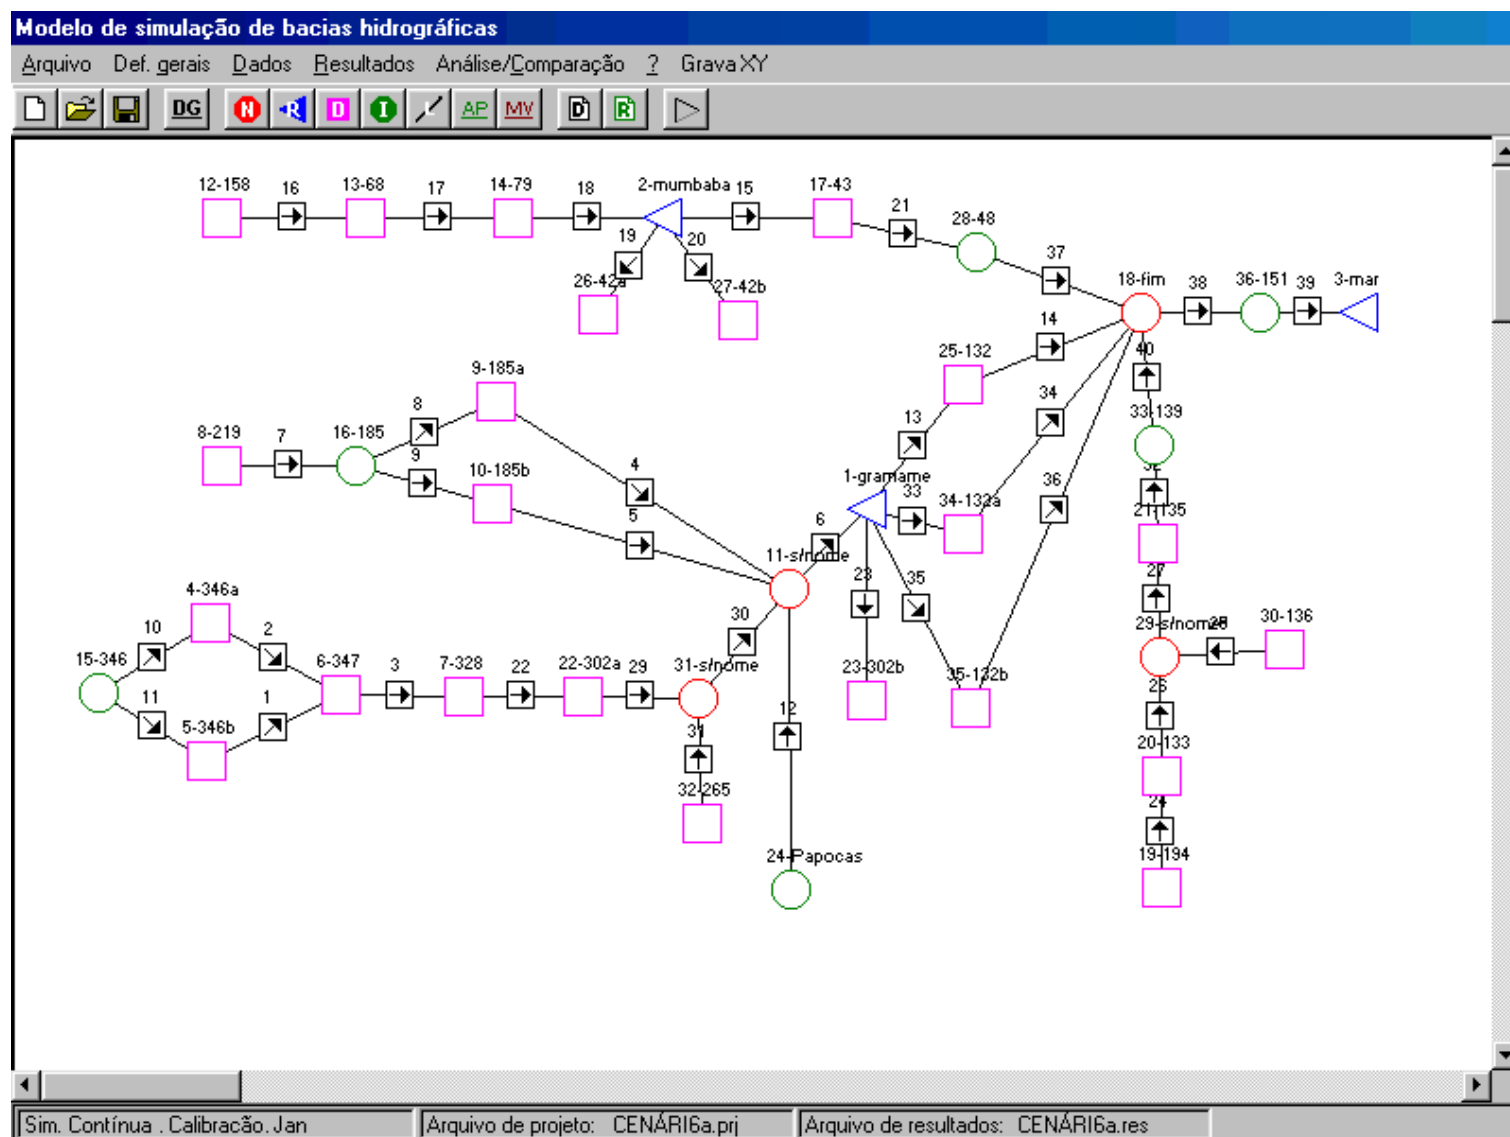 Modelo de simulação de bacias hidrográficas
Arquivo Def. gerais Dados Resultados Análise/Comparação ? Grava XY
DG N R D I AP MV D R
12-158 16 13-68 17 14-79 18 2-mumbaba 15 17-43
21 28-48
19 20 37
26-42a 27-42b 18-fim 38 36-151 39 3-mar
14
25-132 40
9-185a
8 34 33-139
8-219 7 16-185 13
9 10-185b 4 1-gramame 36 32
33 34-132a
5 6 21-135
11-s/nome
23 35 27
4-346a
10 2 30 29-s/nome 28 30-136
15-346 6-347 3 7-328 22 22-302a 29 31-s/nome 23-302b 35-132b
11 1 12 26
5-346b 31 20-133
32-265 24
24-Papocas 19-194
Sim. Contínua . Calibracão. Jan Arquivo de projeto: CENÁRI6a.prj Arquivo de resultados: CENÁRI6a.res